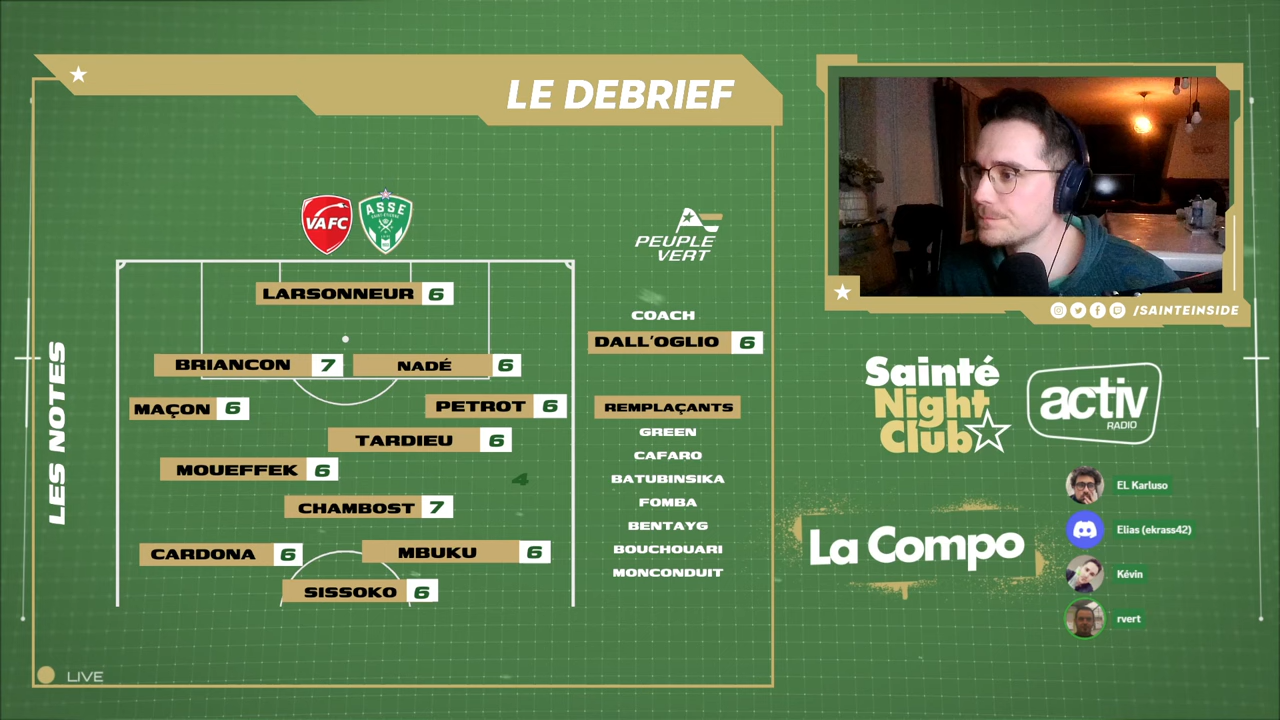 LE DEBRIEF
VAFC
ASSE
PEUPLE
VERT
LES NOTES
LARSONNEUR 6
BRIANCON 7
NADÉ 6
MAÇON 6
PETROT 6
TARDIEU 6
MOUEFFEK 6
4
CHAMBOST 7
CARDONA 6
MBUKU 6
SISSOKO 6
COACH
DALL'OGLIO 6
REMPLAÇANTS
GREEN
CAFARO
BATUBINSIKA
FOMBA
BENTAYG
BOUCHOUARI
MONCONDUIT
LIVE
/SAINTEINSIDE
Sainté
Night
Club
activ
RADIO
La Compo
EL Karluso
Elias (ekrass42)
Kévin
rvert